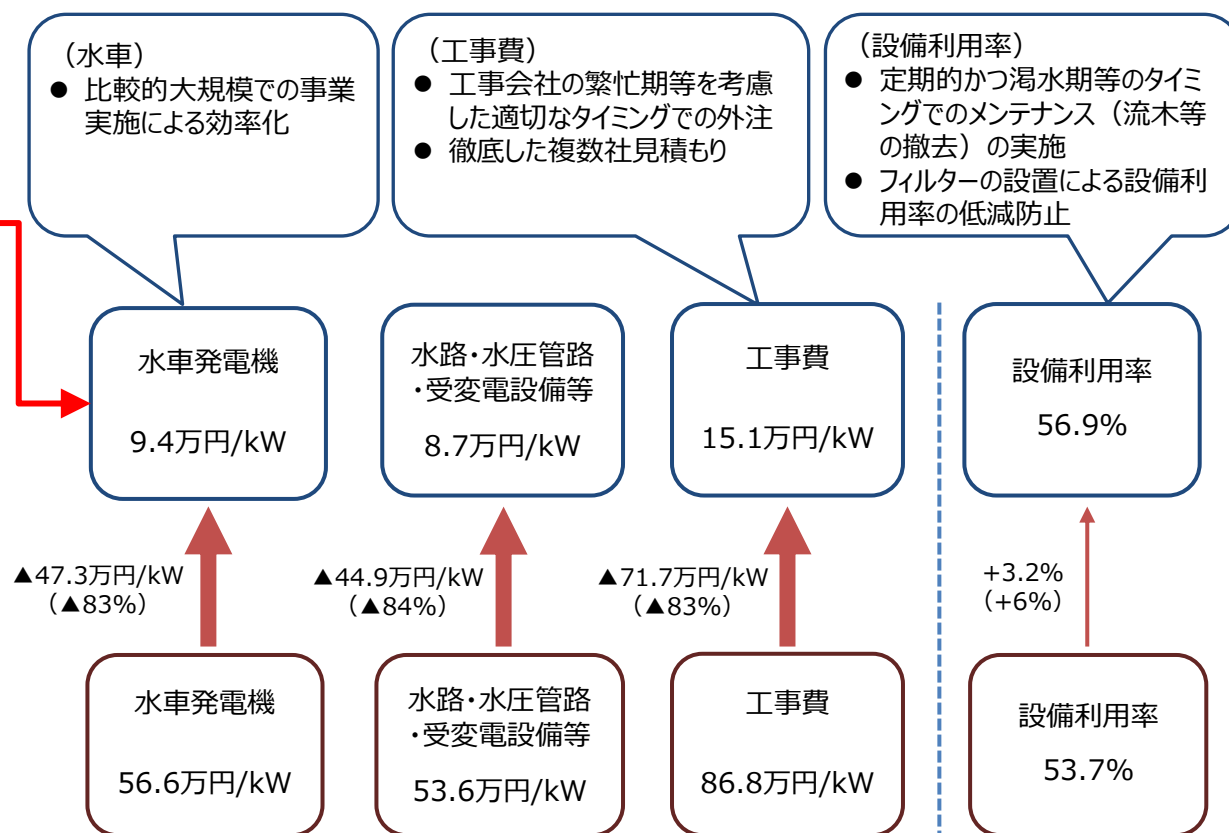 （水車）
● 比較的大規模での事業
実施による効率化
（工事費）
● 工事会社の繁忙期等を考慮
した適切なタイミングでの外注
● 徹底した複数社見積もり
（設備利用率）
● 定期的かつ渇水期等のタイミ
ングでのメンテナンス（流木等
の撤去）の実施
● フィルターの設置による設備利
用率の低減防止
水車発電機
9.4万円/kW
水路・水圧管路
・受変電設備等
8.7万円/kW
工事費
15.1万円/kW
設備利用率
56.9%
▲47.3万円/kW
（▲83%）
▲44.9万円/kW
（▲84%）
▲71.7万円/kW
（▲83%）
+3.2%
(+6%)
水車発電機
56.6万円/kW
水路・水圧管路
・受変電設備等
53.6万円/kW
工事費
86.8万円/kW
設備利用率
53.7%